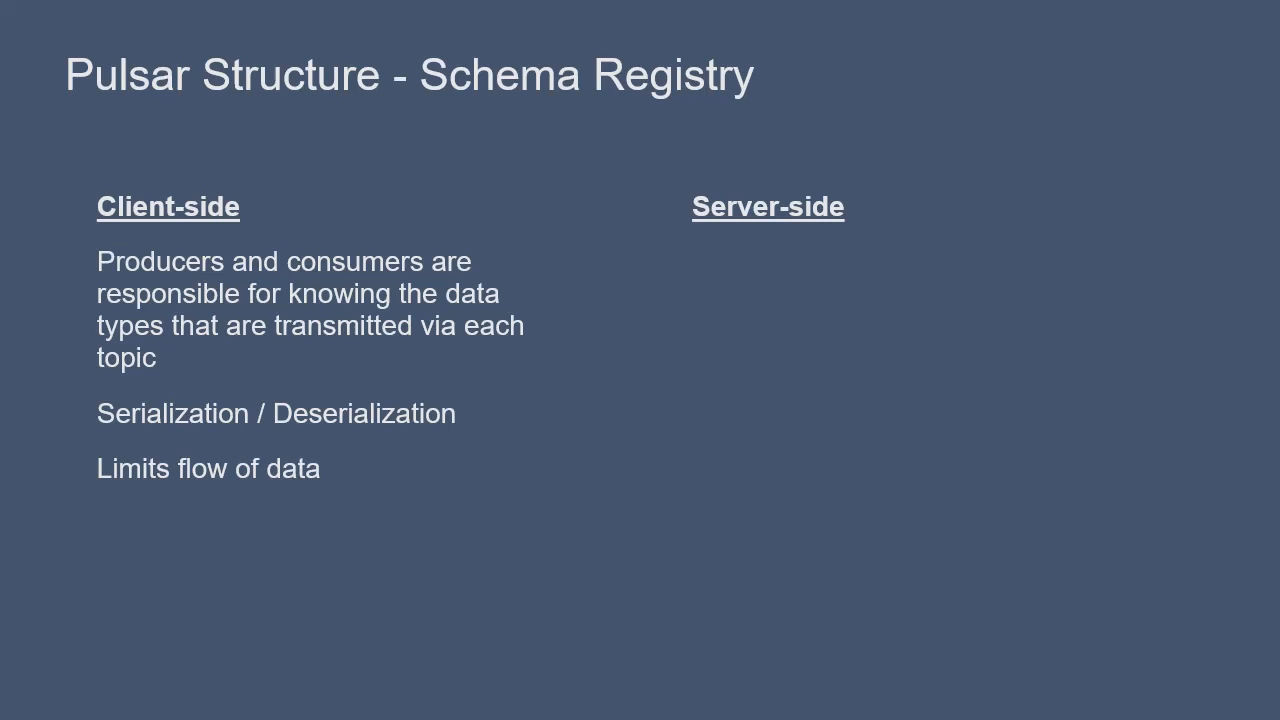 Pulsar Structure - Schema Registry
Client-side
Producers and consumers are
responsible for knowing the data
types that are transmitted via each
topic
Serialization / Deserialization
Limits flow of data
Server-side